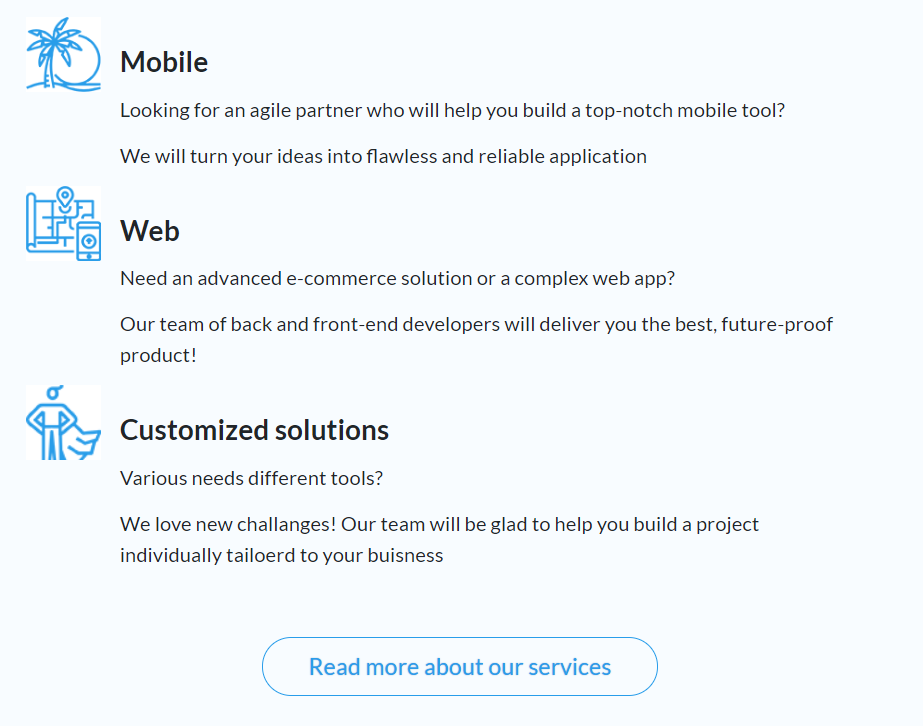 Mobile
Looking for an agile partner who will help you build a top-notch mobile tool?
We will turn your ideas into flawless and reliable application
Web
Need an advanced e-commerce solution or a complex web app?
Our team of back and front-end developers will deliver you the best, future-proof
product!
Customized solutions
Various needs different tools?
We love new challanges! Our team will be glad to help you build a project
individually tailoerd to your buisness
Read more about our services